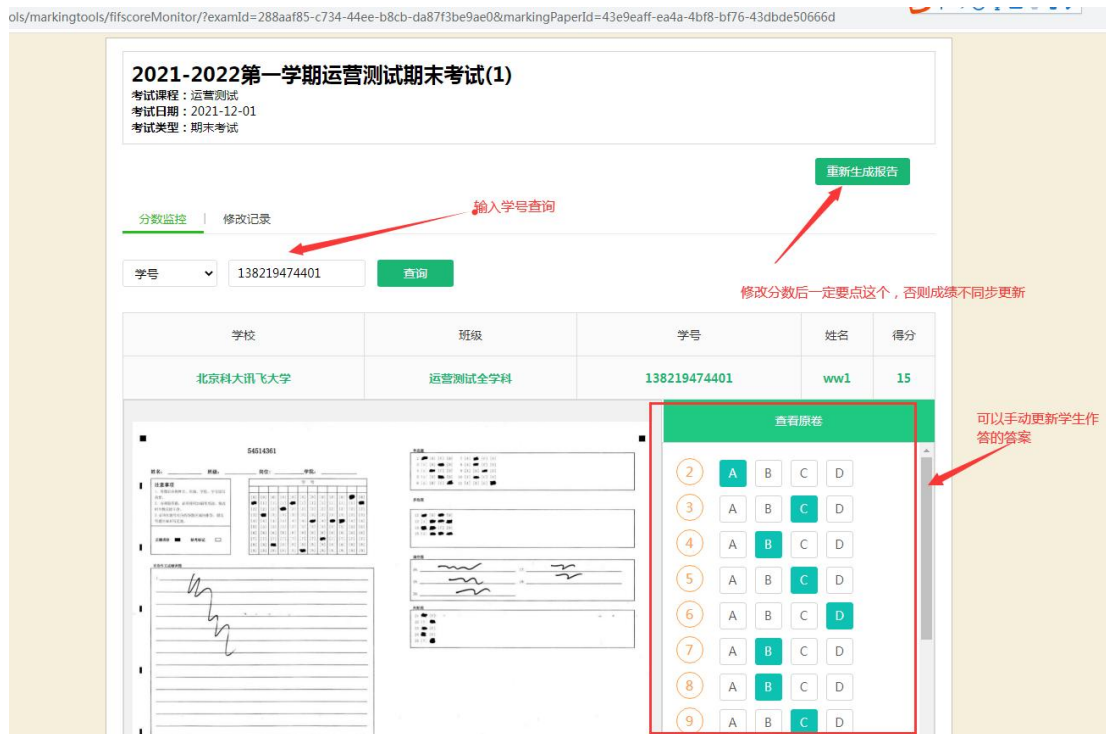 ols/markingtools/fifscoreMonitor/?examId=288aaf85-c734-44ee-b8cb-da87f3be9ae0&markingPaperId=43e9eaff-ea4a-4bf8-bf76-43dbde50666d
2021-2022第一学期运营测试期末考试(1)
考试课程：运营测试
考试日期：2021-12-01
考试类型：期末考试
重新生成报告
输入学号查询
分数监控 | 修改记录
学号 138219474401 查询
修改分数后一定要点这个，否则成绩不同步更新
学校 班级 学号 姓名 得分
北京科大讯飞大学 运营测试全学科 138219474401 ww1 15
查看原卷
可以手动更新学生作
答的答案
54514361
注意事项
2 A B C D
3 A B C D
4 A B C D
5 A B C D
6 A B C D
7 A B C D
8 A B C D
9 A B C D